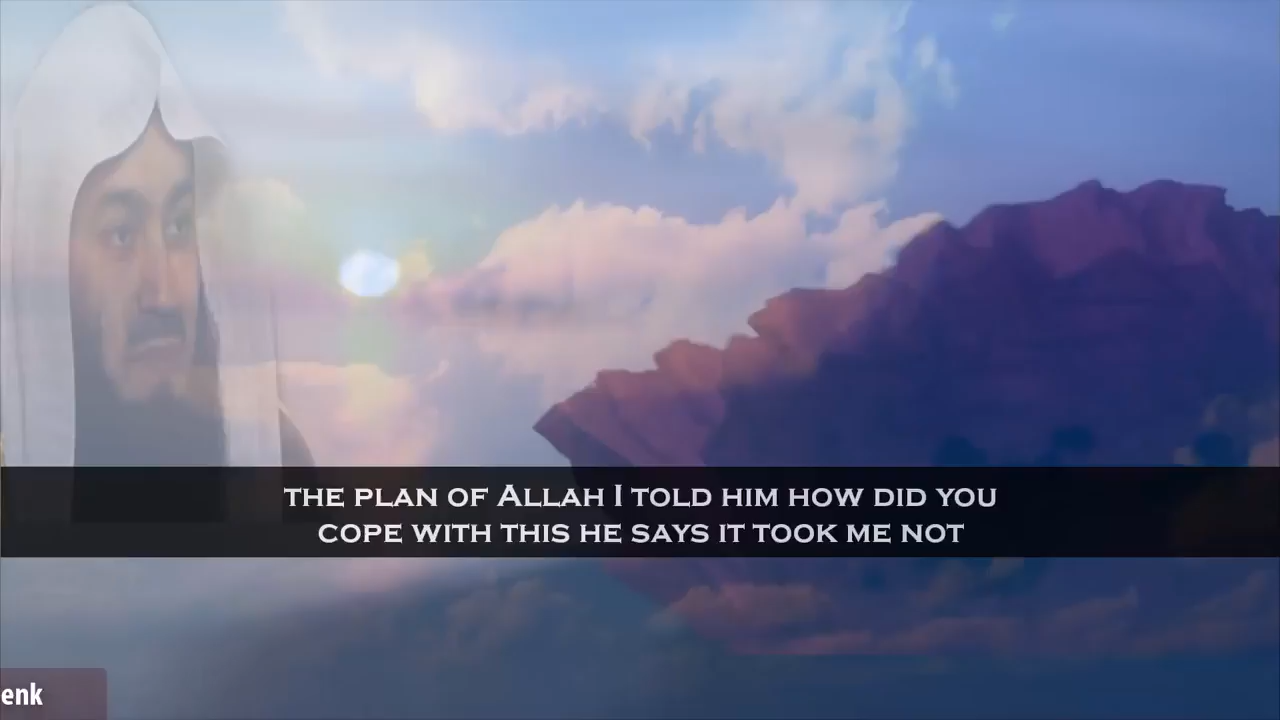 THE PLAN OF ALLAH I TOLD HIM HOW DID YOU
COPE WITH THIS HE SAYS IT TOOK ME NOT
enk